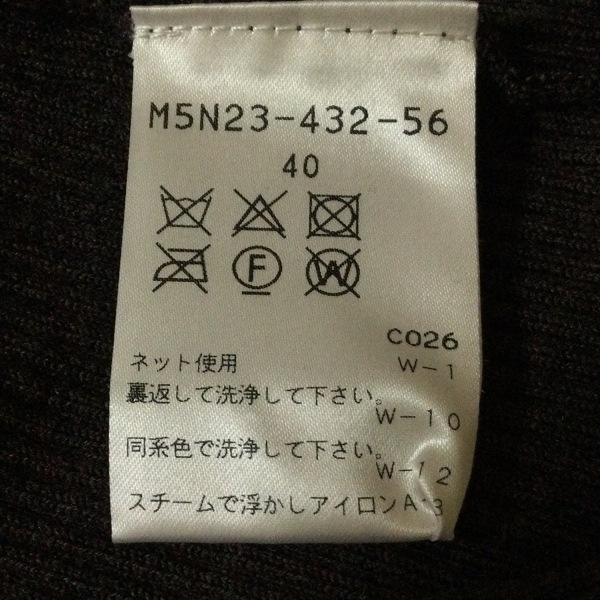 M5N23-432-56
40
F
W
C026
ネット使用 W-1
裏返して洗浄して下さい。
W-10
同系色で洗浄して下さい。
W-12
スチームで浮かしアイロン